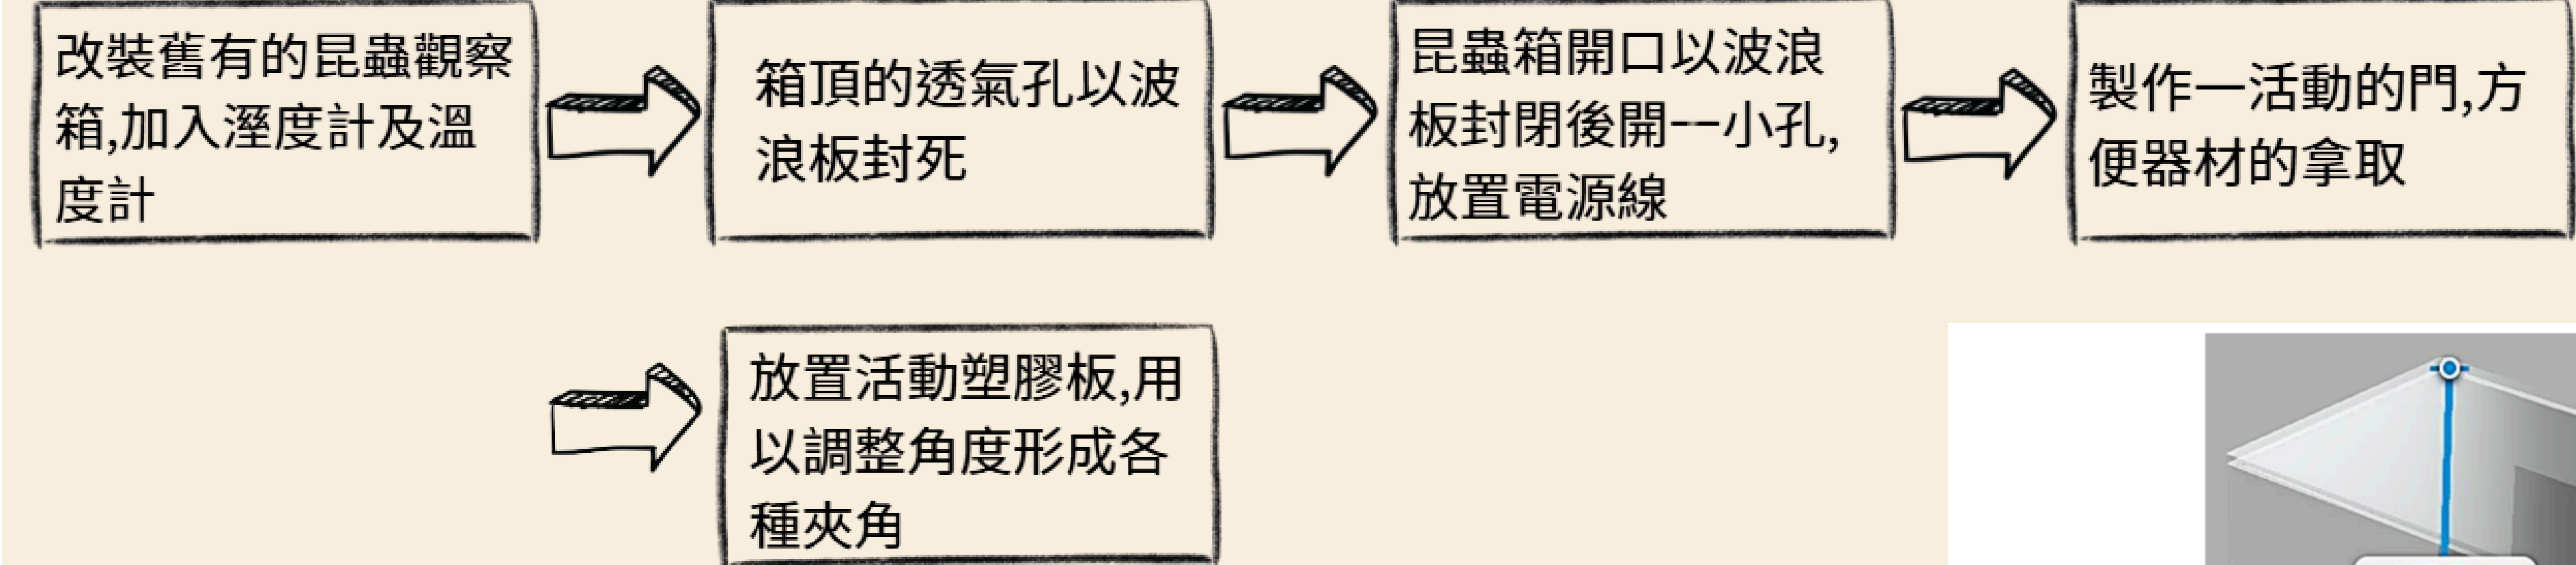 改裝舊有的昆蟲觀察
箱,加入溼度計及溫
度計
箱頂的透氣孔以波
浪板封死
昆蟲箱開口以波浪
板封閉後開一一小孔,
放置電源線
製作一活動的門,方
便器材的拿取
放置活動塑膠板,用
以調整角度形成各
種夾角